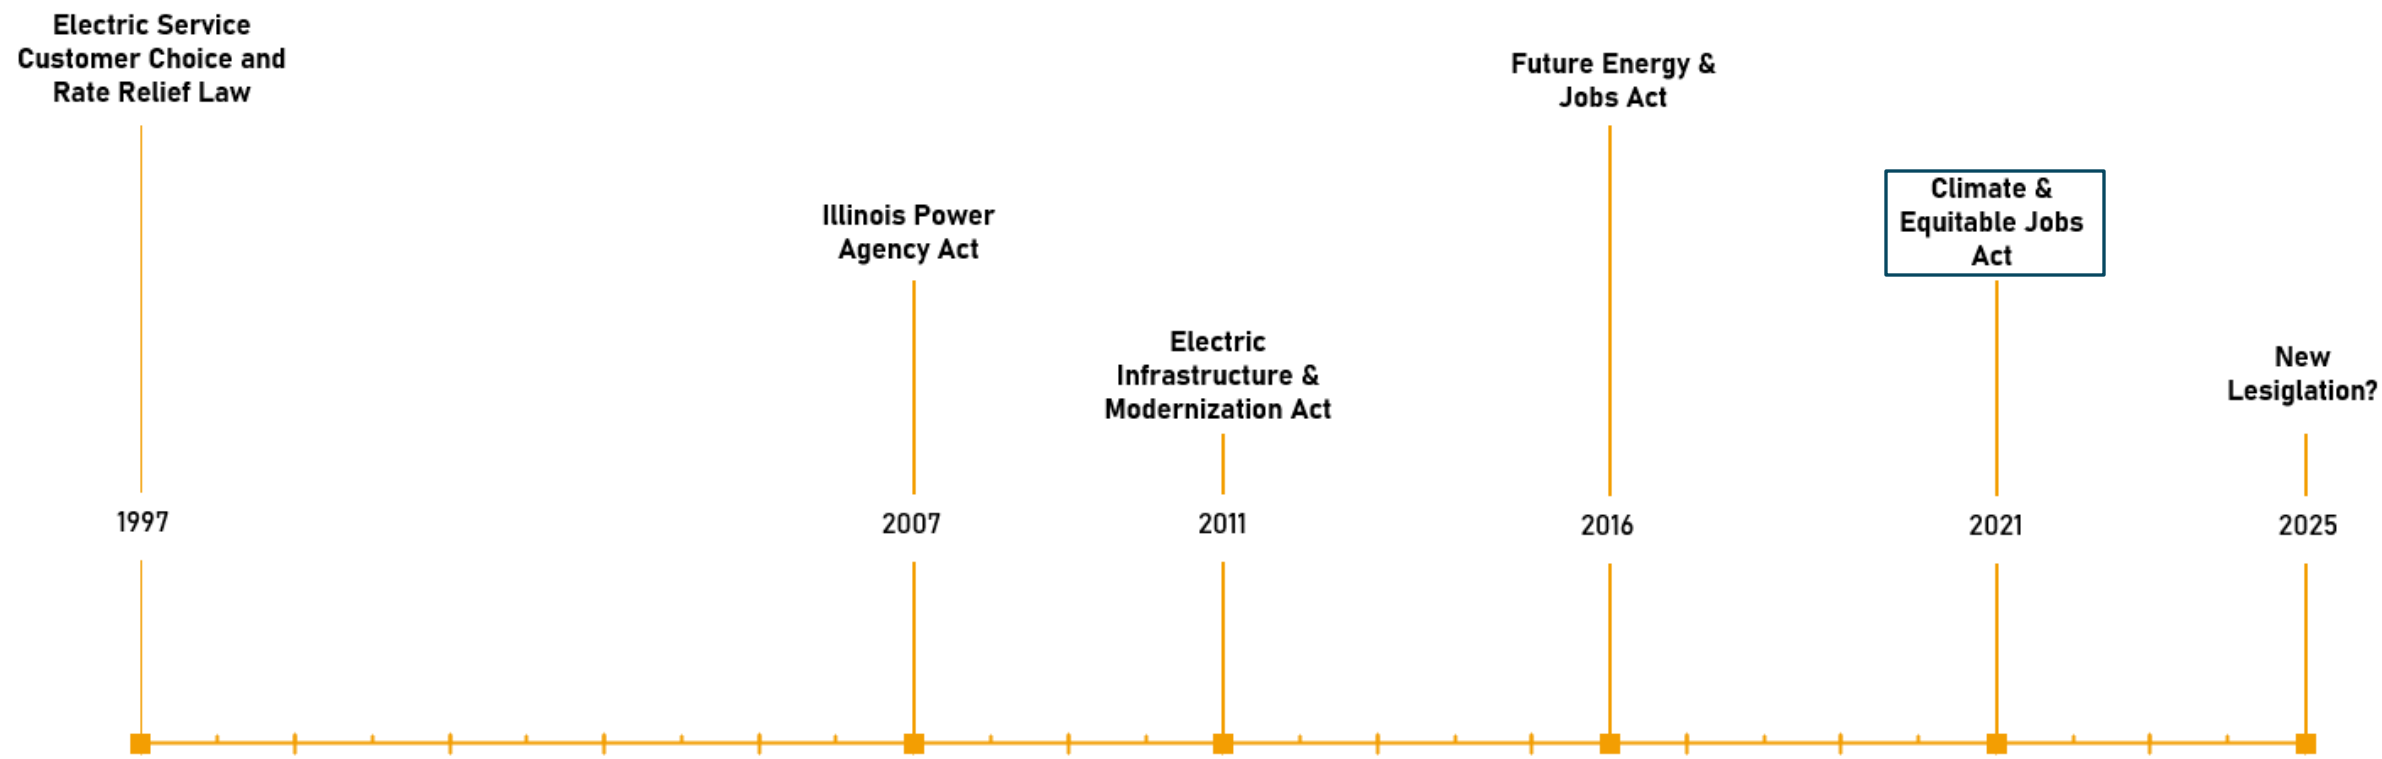 Electric Service
Customer Choice and
Rate Relief Law
Future Energy &
Jobs Act
Climate &
Equitable Jobs
Act
Illinois Power
Agency Act
Electric
Infrastructure &
Modernization Act
New
Lesiglation?
1997
2007
2011
2016
2021
2025